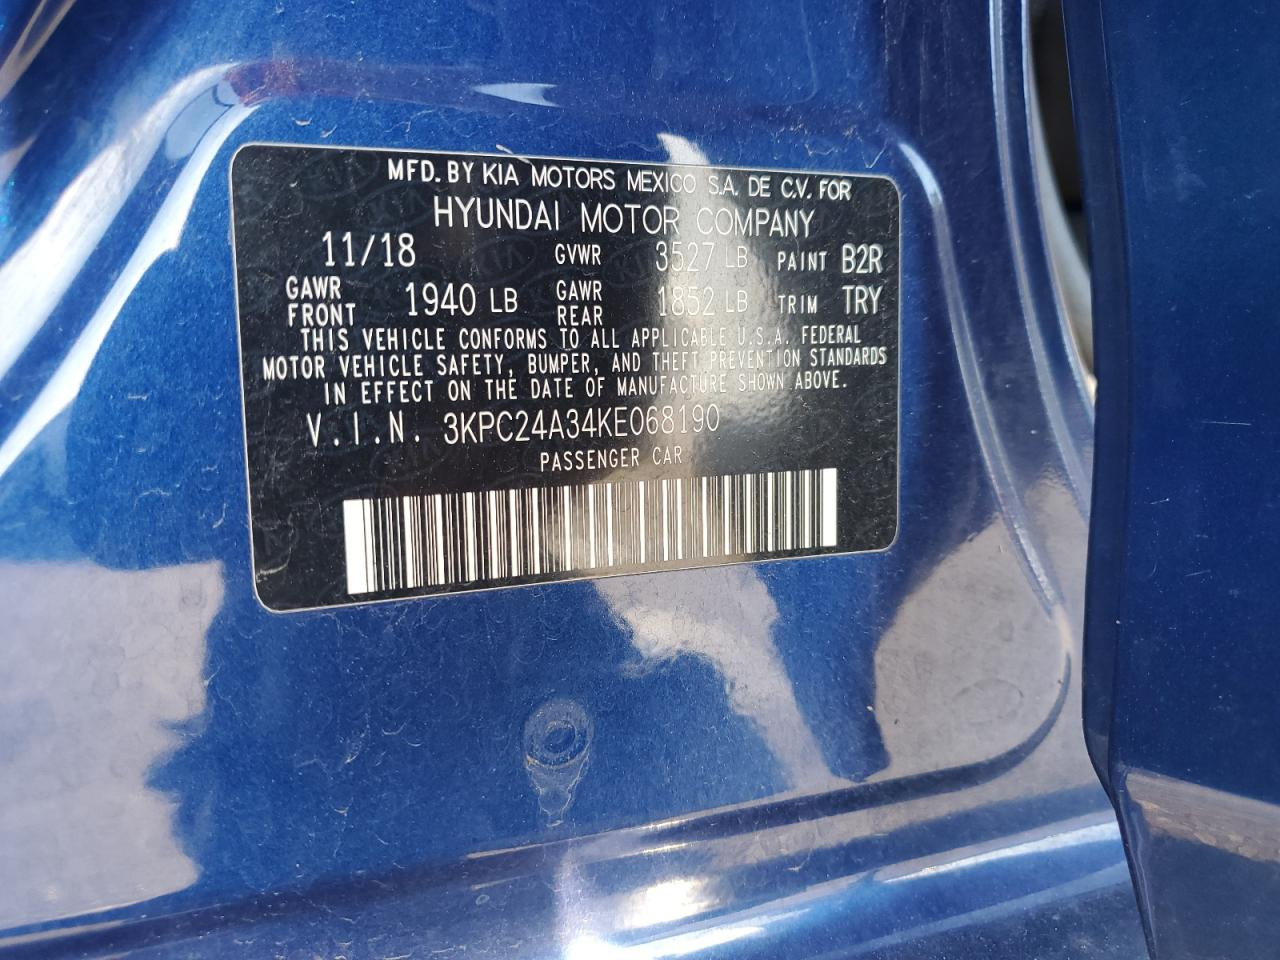 MFD. BY KIA MOTORS MEXICO S.A. DE C.V. FOR
HYUNDAI MOTOR COMPANY
11/18 GVWR 3527 LB PAINT B2R
GAWR FRONT 1940 LB GAWR REAR 1852 LB TRIM TRY
THIS VEHICLE CONFORMS TO ALL APPLICABLE U.S.A. FEDERAL
MOTOR VEHICLE SAFETY, BUMPER, AND THEFT PREVENTION STANDARDS
IN EFFECT ON THE DATE OF MANUFACTURE SHOWN ABOVE.
V.I.N. 3KPC24A34KE068190
PASSENGER CAR